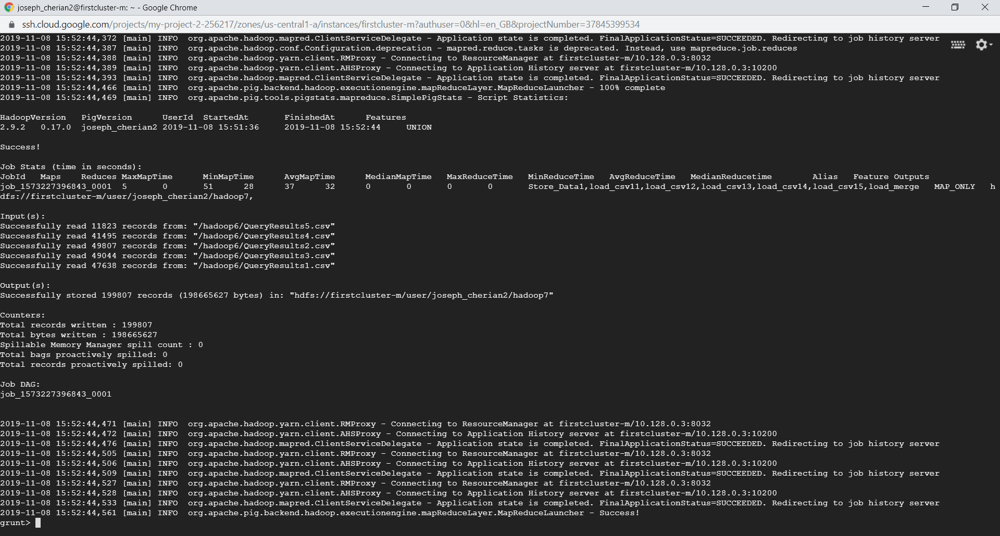 joseph_cherian2@firstcluster-m: ~ - Google Chrome
ssh.cloud.google.com/projects/my-project-2-256217/zones/us-central1-a/instances/firstcluster-m?authuser=0&hl=en_GB&projectNumber=37845399534
2019-11-08 15:52:44,372 [main] INFO  org.apache.hadoop.mapred.ClientServiceDelegate - Application state is completed. FinalApplicationStatus=SUCCEEDED. Redirecting to job history server
2019-11-08 15:52:44,387 [main] INFO  org.apache.hadoop.conf.Configuration.deprecation - mapred.reduce.tasks is deprecated. Instead, use mapreduce.job.reduces
2019-11-08 15:52:44,388 [main] INFO  org.apache.hadoop.yarn.client.RMProxy - Connecting to ResourceManager at firstcluster-m/10.128.0.3:8032
2019-11-08 15:52:44,389 [main] INFO  org.apache.hadoop.yarn.client.AHSProxy - Connecting to Application History server at firstcluster-m/10.128.0.3:10200
2019-11-08 15:52:44,393 [main] INFO  org.apache.hadoop.mapred.ClientServiceDelegate - Application state is completed. FinalApplicationStatus=SUCCEEDED. Redirecting to job history server
2019-11-08 15:52:44,466 [main] INFO  org.apache.pig.backend.hadoop.executionengine.mapReduceLayer.MapReduceLauncher - 100% complete
2019-11-08 15:52:44,469 [main] INFO  org.apache.pig.tools.pigstats.mapreduce.SimplePigStats - Script Statistics:
HadoopVersion   PigVersion      UserId  StartedAt       FinishedAt      Features
2.9.2   0.17.0  joseph_cherian2 2019-11-08 15:51:36     2019-11-08 15:52:44     UNION
Success!
Job Stats (time in seconds):
JobId   Maps    Reduces MaxMapTime      MinMapTime      AvgMapTime      MedianMapTime   MaxReduceTime   MinReduceTime   AvgReduceTime   MedianReducetime        Alias   Feature Outputs
job_1573227396843_0001  5       0       51      28      37      32      0       0       0       0       Store_Data1,load_csv11,load_csv12,load_csv13,load_csv14,load_csv15,load_merge   MAP_ONLY   h
dfs://firstcluster-m/user/joseph_cherian2/hadoop7,
Input(s):
Successfully read 11823 records from: "/hadoop6/QueryResults5.csv"
Successfully read 41495 records from: "/hadoop6/QueryResults4.csv"
Successfully read 49807 records from: "/hadoop6/QueryResults2.csv"
Successfully read 49044 records from: "/hadoop6/QueryResults3.csv"
Successfully read 47638 records from: "/hadoop6/QueryResults1.csv"
Output(s):
Successfully stored 199807 records (198665627 bytes) in: "hdfs://firstcluster-m/user/joseph_cherian2/hadoop7"
Counters:
Total records written : 199807
Total bytes written : 198665627
Spillable Memory Manager spill count : 0
Total bags proactively spilled: 0
Total records proactively spilled: 0
Job DAG:
job_1573227396843_0001
2019-11-08 15:52:44,471 [main] INFO  org.apache.hadoop.yarn.client.RMProxy - Connecting to ResourceManager at firstcluster-m/10.128.0.3:8032
2019-11-08 15:52:44,472 [main] INFO  org.apache.hadoop.yarn.client.AHSProxy - Connecting to Application History server at firstcluster-m/10.128.0.3:10200
2019-11-08 15:52:44,476 [main] INFO  org.apache.hadoop.mapred.ClientServiceDelegate - Application state is completed. FinalApplicationStatus=SUCCEEDED. Redirecting to job history server
2019-11-08 15:52:44,505 [main] INFO  org.apache.hadoop.yarn.client.RMProxy - Connecting to ResourceManager at firstcluster-m/10.128.0.3:8032
2019-11-08 15:52:44,506 [main] INFO  org.apache.hadoop.yarn.client.AHSProxy - Connecting to Application History server at firstcluster-m/10.128.0.3:10200
2019-11-08 15:52:44,509 [main] INFO  org.apache.hadoop.mapred.ClientServiceDelegate - Application state is completed. FinalApplicationStatus=SUCCEEDED. Redirecting to job history server
2019-11-08 15:52:44,527 [main] INFO  org.apache.hadoop.yarn.client.RMProxy - Connecting to ResourceManager at firstcluster-m/10.128.0.3:8032
2019-11-08 15:52:44,528 [main] INFO  org.apache.hadoop.yarn.client.AHSProxy - Connecting to Application History server at firstcluster-m/10.128.0.3:10200
2019-11-08 15:52:44,533 [main] INFO  org.apache.hadoop.mapred.ClientServiceDelegate - Application state is completed. FinalApplicationStatus=SUCCEEDED. Redirecting to job history server
2019-11-08 15:52:44,561 [main] INFO  org.apache.pig.backend.hadoop.executionengine.mapReduceLayer.MapReduceLauncher - Success!
grunt>